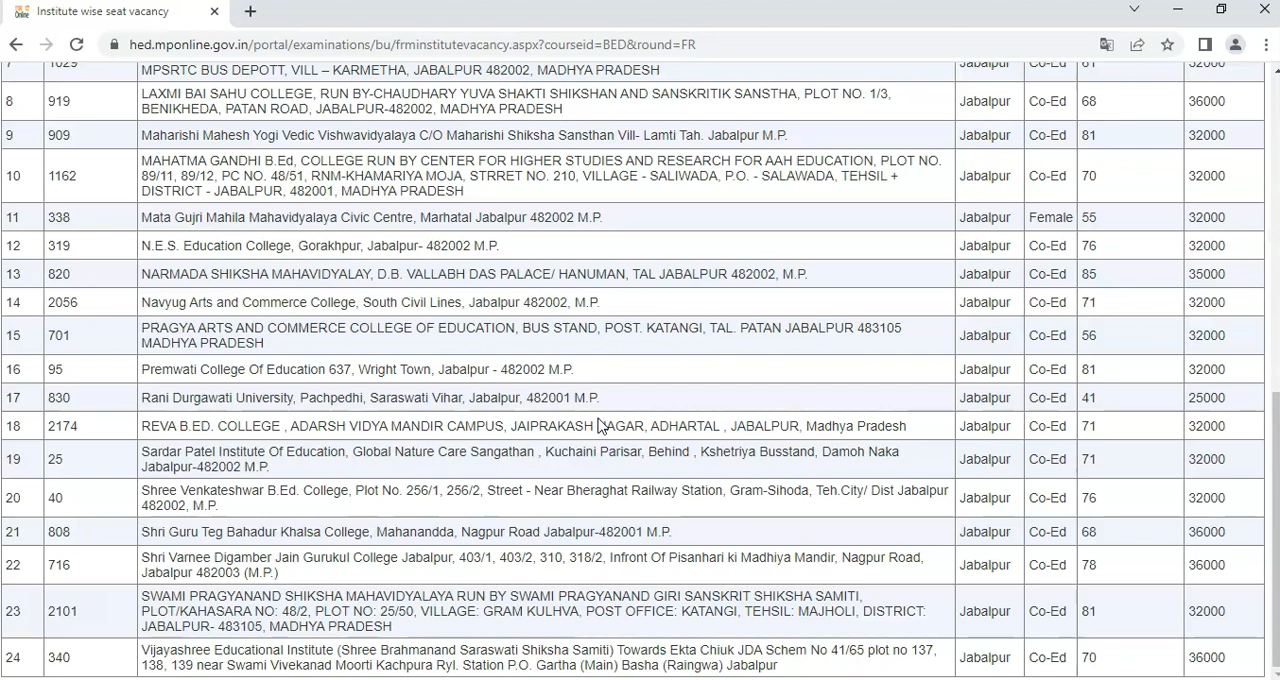 Institute wise seat vacancy
hed.mponline.gov.in/portal/examinations/bu/frminstitutevacancy.aspx?courseid=BED&round=FR
7 1029 MPSRTC BUS DEPOTT, VILL – KARMETHA, JABALPUR 482002, MADHYA PRADESH Jabalpur Co-Ed 61 32000
8 919 LAXMI BAI SAHU COLLEGE, RUN BY-CHAUDHARY YUVA SHAKTI SHIKSHAN AND SANSKRITIK SANSTHA, PLOT NO. 1/3, Jabalpur Co-Ed 68 36000
BENIKHEDA, PATAN ROAD, JABALPUR-482002, MADHYA PRADESH
9 909 Maharishi Mahesh Yogi Vedic Vishwavidyalaya C/O Maharishi Shiksha Sansthan Vill- Lamti Tah. Jabalpur M.P. Jabalpur Co-Ed 81 32000
MAHATMA GANDHI B.Ed, COLLEGE RUN BY CENTER FOR HIGHER STUDIES AND RESEARCH FOR AAH EDUCATION, PLOT NO.
10 1162 89/11, 89/12, PC NO. 48/51, RNM-KHAMARIYA MOJA, STRRET NO. 210, VILLAGE - SALIWADA, P.O. - SALAWADA, TEHSIL + Jabalpur Co-Ed 70 32000
DISTRICT - JABALPUR, 482001, MADHYA PRADESH
11 338 Mata Gujri Mahila Mahavidyalaya Civic Centre, Marhatal Jabalpur 482002 M.P. Jabalpur Female 55 32000
12 319 N.E.S. Education College, Gorakhpur, Jabalpur- 482002 M.P. Jabalpur Co-Ed 76 32000
13 820 NARMADA SHIKSHA MAHAVIDYALAY, D.B. VALLABH DAS PALACE/ HANUMAN, TAL JABALPUR 482002, M.P. Jabalpur Co-Ed 85 35000
14 2056 Navyug Arts and Commerce College, South Civil Lines, Jabalpur 482002, M.P. Jabalpur Co-Ed 71 32000
15 701 PRAGYA ARTS AND COMMERCE COLLEGE OF EDUCATION, BUS STAND, POST. KATANGI, TAL. PATAN JABALPUR 483105 Jabalpur Co-Ed 56 32000
MADHYA PRADESH
16 95 Premwati College Of Education 637, Wright Town, Jabalpur - 482002 M.P. Jabalpur Co-Ed 81 32000
17 830 Rani Durgawati University, Pachpedhi, Saraswati Vihar, Jabalpur, 482001 M.P. Jabalpur Co-Ed 41 25000
18 2174 REVA B.ED. COLLEGE , ADARSH VIDYA MANDIR CAMPUS, JAIPRAKASH NAGAR, ADHARTAL , JABALPUR, Madhya Pradesh Jabalpur Co-Ed 71 32000
19 25 Sardar Patel Institute Of Education, Global Nature Care Sangathan , Kuchaini Parisar, Behind , Kshetriya Busstand, Damoh Naka Jabalpur Co-Ed 71 32000
Jabalpur-482002 M.P.
20 40 Shree Venkateshwar B.Ed. College, Plot No. 256/1, 256/2, Street - Near Bheraghat Railway Station, Gram-Sihoda, Teh.City/ Dist Jabalpur Jabalpur Co-Ed 76 32000
482002, M.P.
21 808 Shri Guru Teg Bahadur Khalsa College, Mahanandda, Nagpur Road Jabalpur-482001 M.P. Jabalpur Co-Ed 68 36000
22 716 Shri Varnee Digamber Jain Gurukul College Jabalpur, 403/1, 403/2, 310, 318/2, Infront Of Pisanhari ki Madhiya Mandir, Nagpur Road, Jabalpur Co-Ed 78 36000
Jabalpur 482003 (M.P.)
SWAMI PRAGYANAND SHIKSHA MAHAVIDYALAYA RUN BY SWAMI PRAGYANAND GIRI SANSKRIT SHIKSHA SAMITI,
23 2101 PLOT/KAHASARA NO: 48/2, PLOT NO: 25/50, VILLAGE: GRAM KULHVA, POST OFFICE: KATANGI, TEHSIL: MAJHOLI, DISTRICT: Jabalpur Co-Ed 81 32000
JABALPUR- 483105, MADHYA PRADESH
24 340 Vijayashree Educational Institute (Shree Brahmanand Saraswati Shiksha Samiti) Towards Ekta Chiuk JDA Schem No 41/65 plot no 137, Jabalpur Co-Ed 70 36000
138, 139 near Swami Vivekanad Moorti Kachpura Ryl. Station P.O. Gartha (Main) Basha (Raingwa) Jabalpur